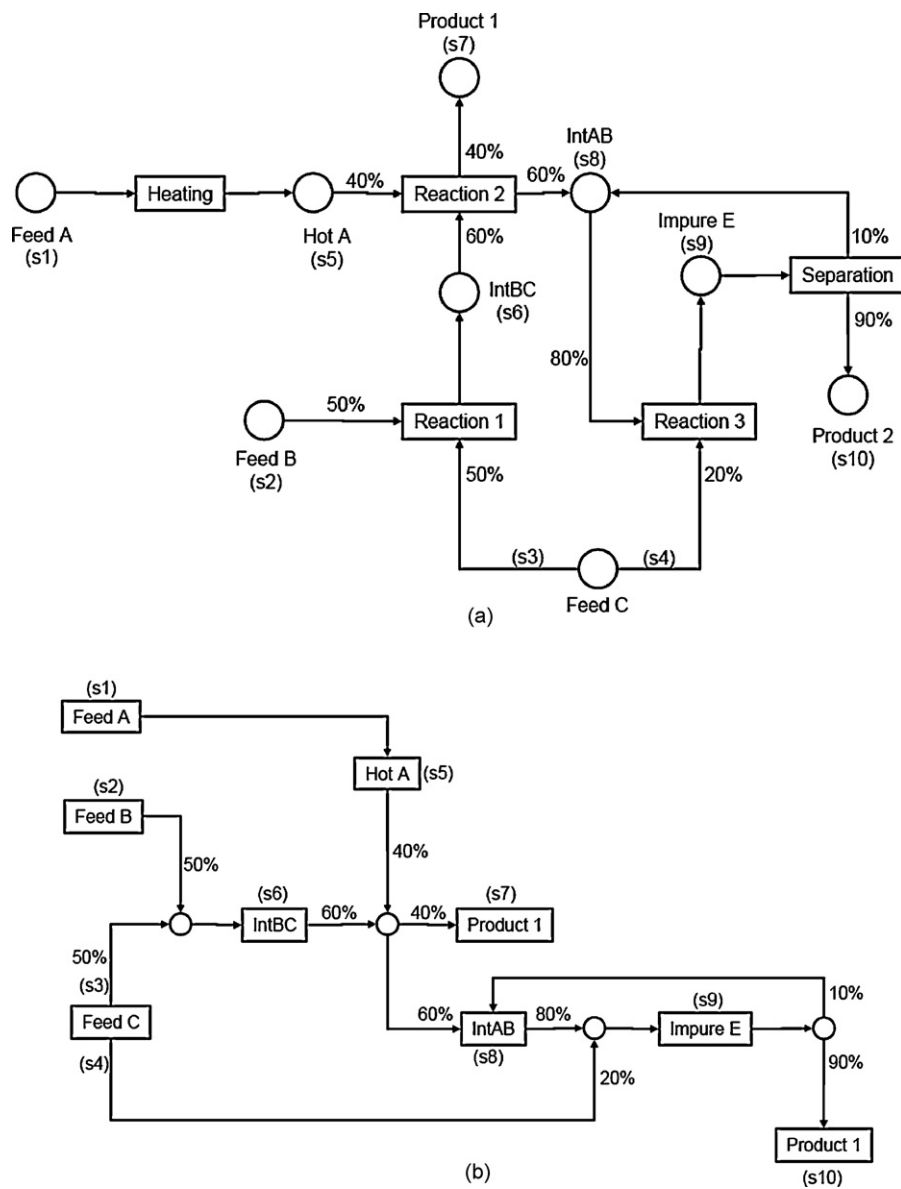 Product 1
(s7)
40%
IntAB
(s8)
Heating
40%
Reaction 2
60%
Feed A
(s1)
Hot A
(s5)
60%
Impure E
(s9)
10%
Separation
IntBC
(s6)
90%
80%
50%
Reaction 1
Reaction 3
Feed B
(s2)
Product 2
(s10)
50%
20%
(s3)
(s4)
Feed C
(a)
(s1)
Feed A
Hot A
(s5)
(s2)
Feed B
50%
40%
(s6)
IntBC
60%
40%
(s7)
Product 1
50%
(s3)
Feed C
(s4)
60%
IntAB
(s8)
80%
20%
(s9)
Impure E
10%
90%
Product 1
(s10)
(b)